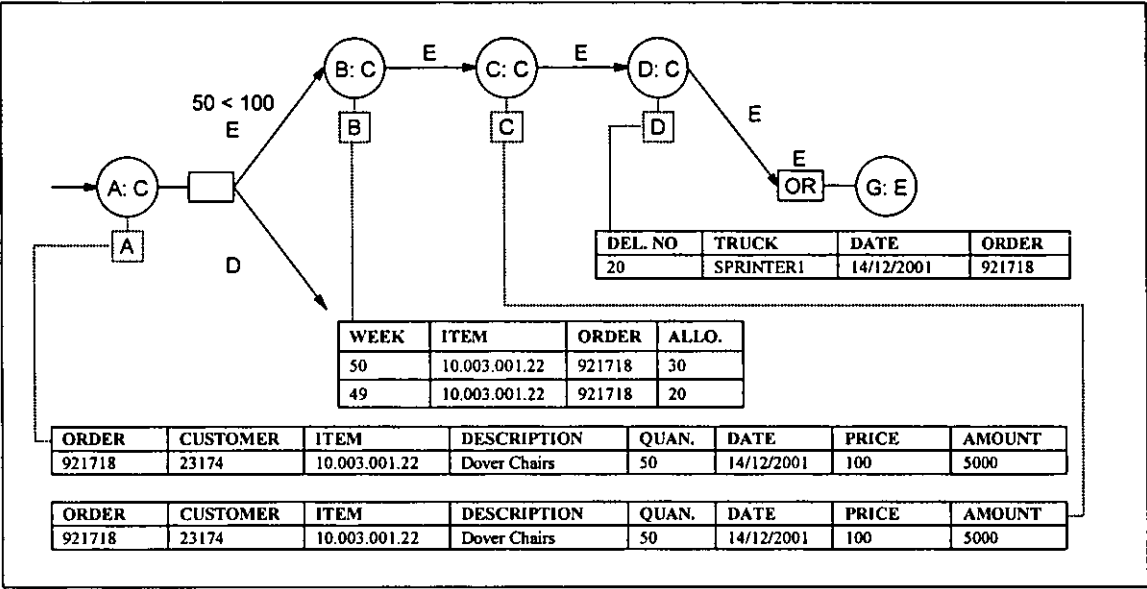 E E
B: C C: C D: C
50 < 100
E
B C D E
E
A: C OR G: E
A
D
DEL. NO TRUCK DATE ORDER
20 SPRINTER1 14/12/2001 921718
WEEK ITEM ORDER ALLO.
50 10.003.001.22 921718 30
49 10.003.001.22 921718 20
ORDER CUSTOMER ITEM DESCRIPTION QUAN. DATE PRICE AMOUNT
921718 23174 10.003.001.22 Dover Chairs 50 14/12/2001 100 5000
ORDER CUSTOMER ITEM DESCRIPTION QUAN. DATE PRICE AMOUNT
921718 23174 10.003.001.22 Dover Chairs 50 14/12/2001 100 5000